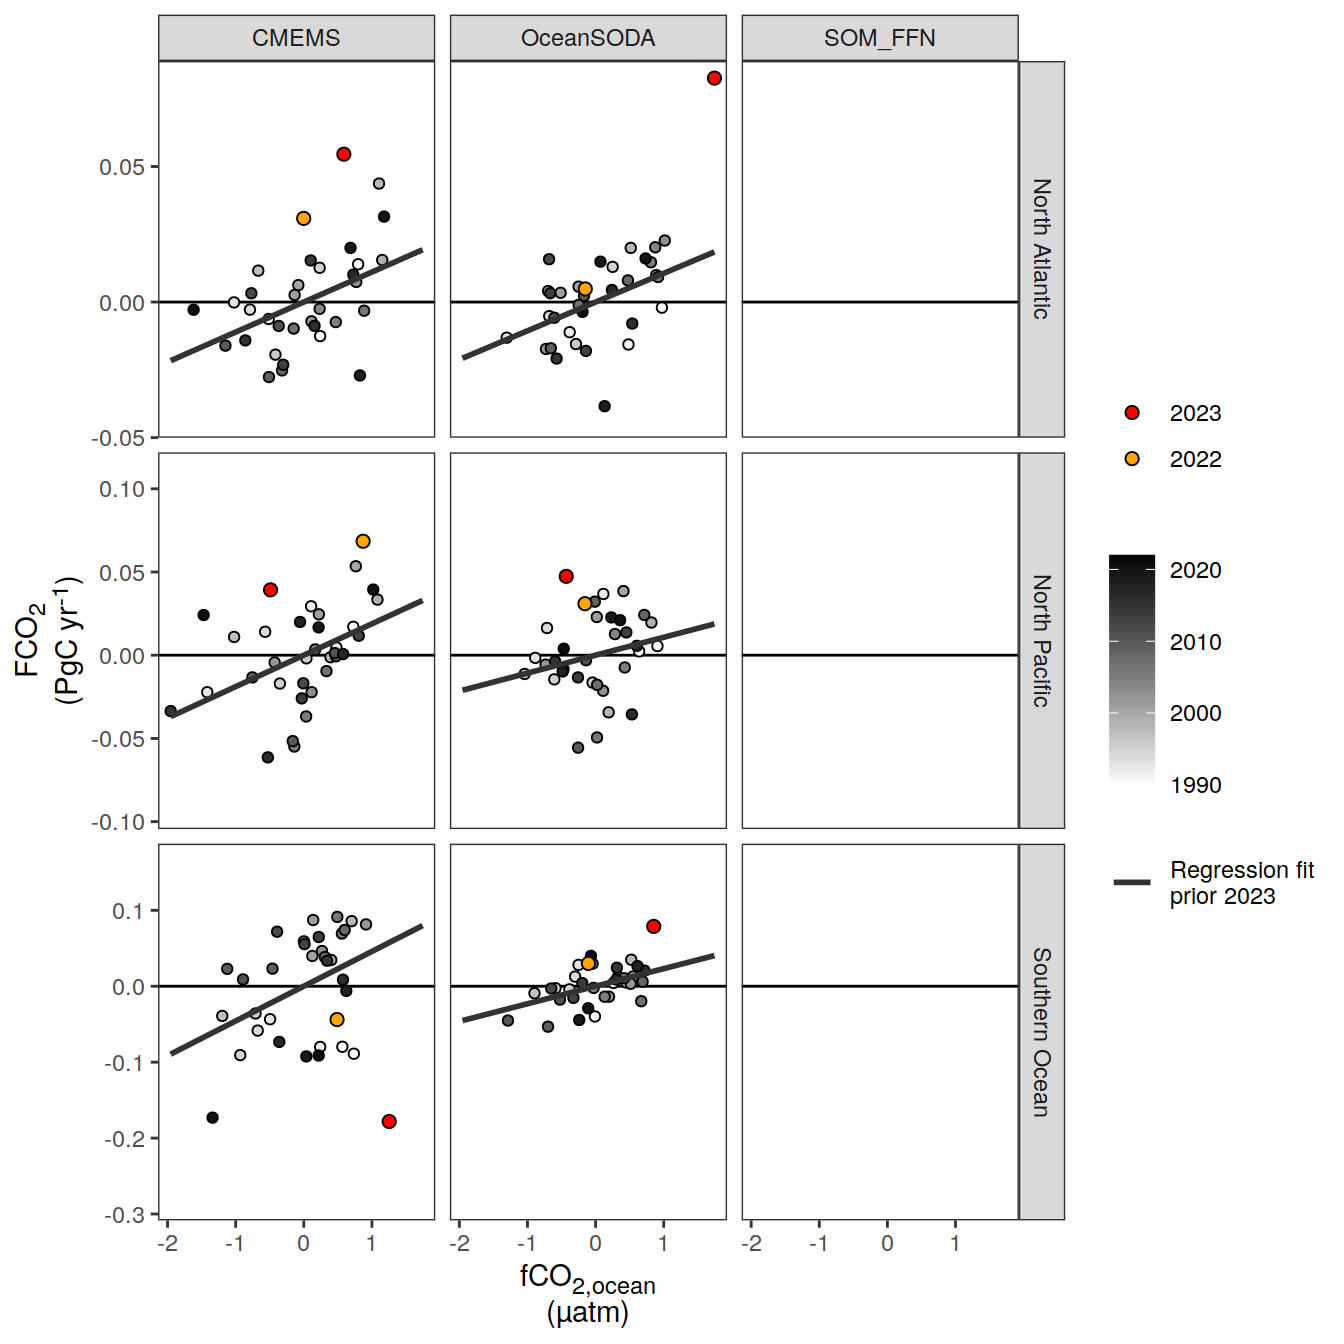 CMEMS OceanSODA SOM_FFN
0.05
0.00
-0.05
North Atlantic
0.10
0.05
0.00
-0.05
-0.10
North Pacific
0.1
0.0
-0.1
-0.2
-0.3
Southern Ocean
FCO2
(PgC yr-1)
-2 -1 0 1 -2 -1 0 1 -2 -1 0 1
fCO2,ocean
(µatm)
2023
2022
2020
2010
2000
1990
Regression fit
prior 2023